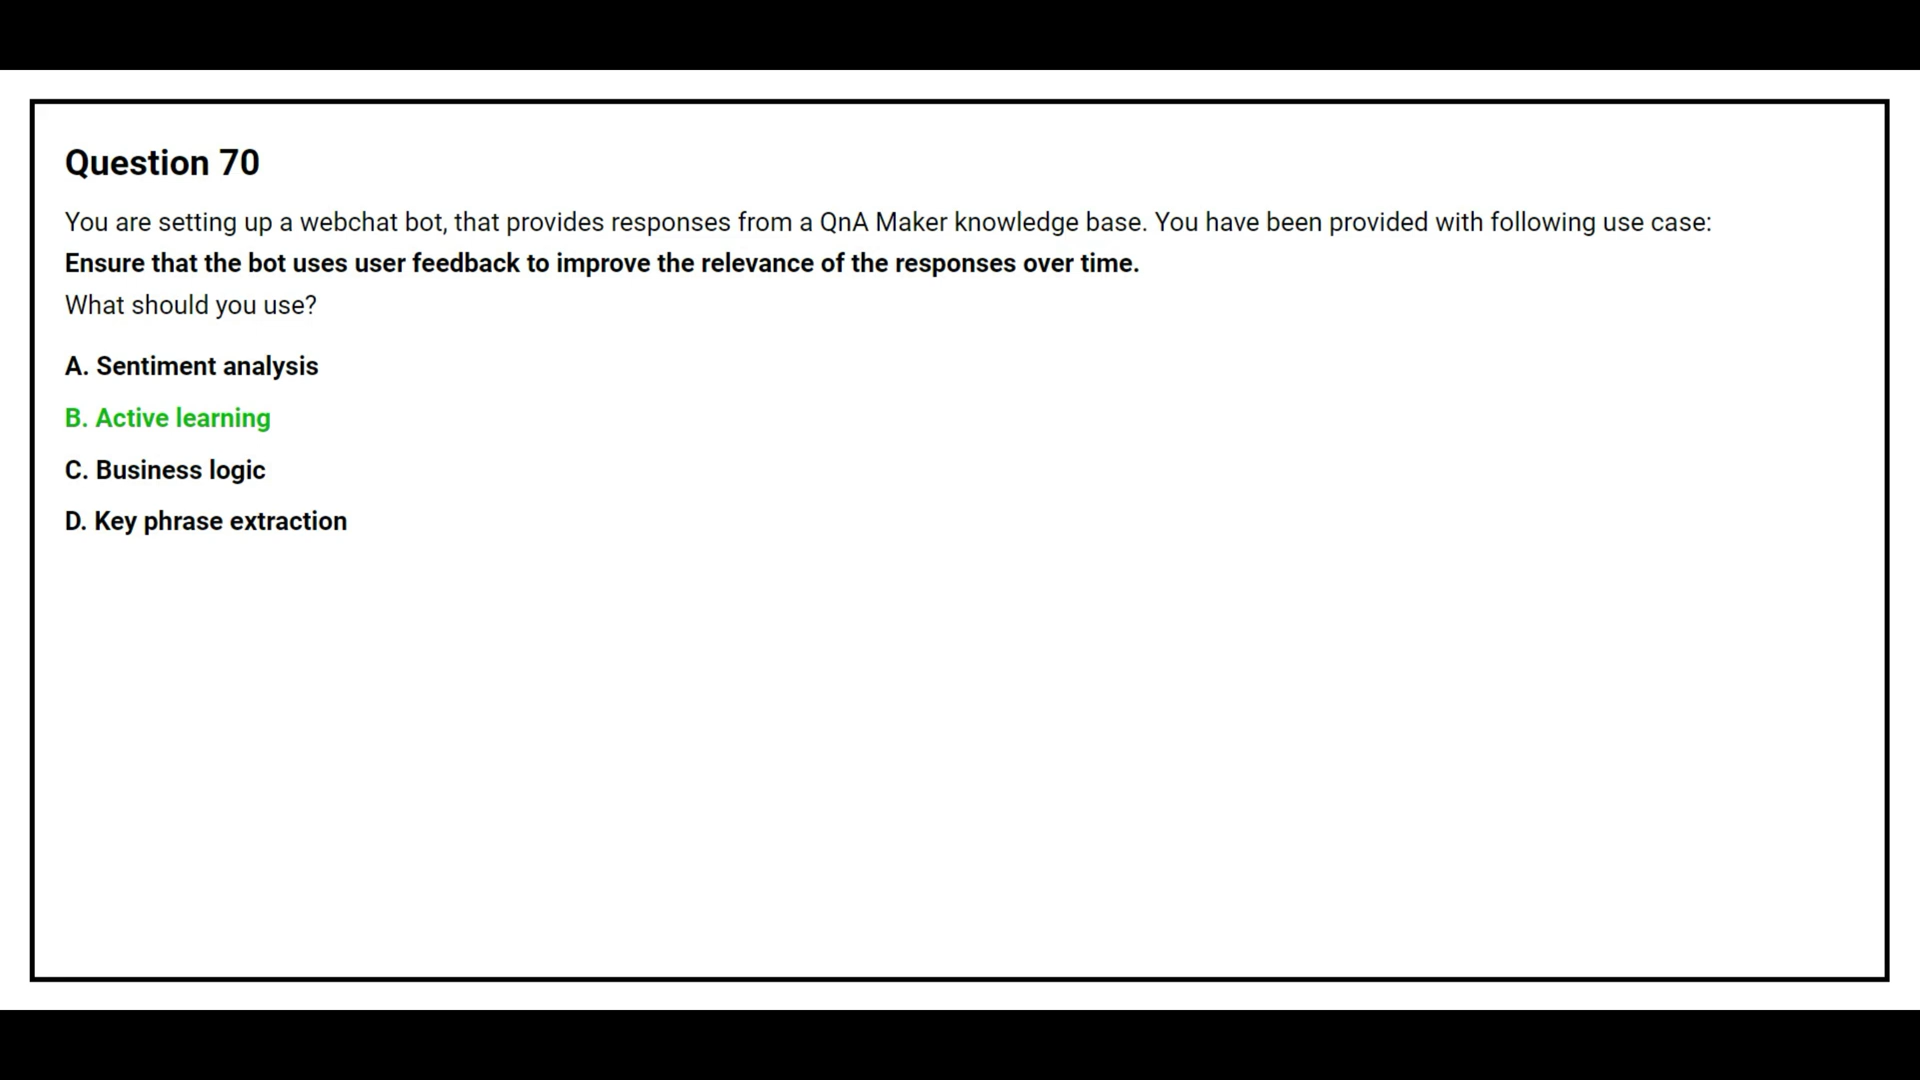 Question 70
You are setting up a webchat bot, that provides responses from a QnA Maker knowledge base. You have been provided with following use case:
Ensure that the bot uses user feedback to improve the relevance of the responses over time.
What should you use?
A. Sentiment analysis
B. Active learning
C. Business logic
D. Key phrase extraction